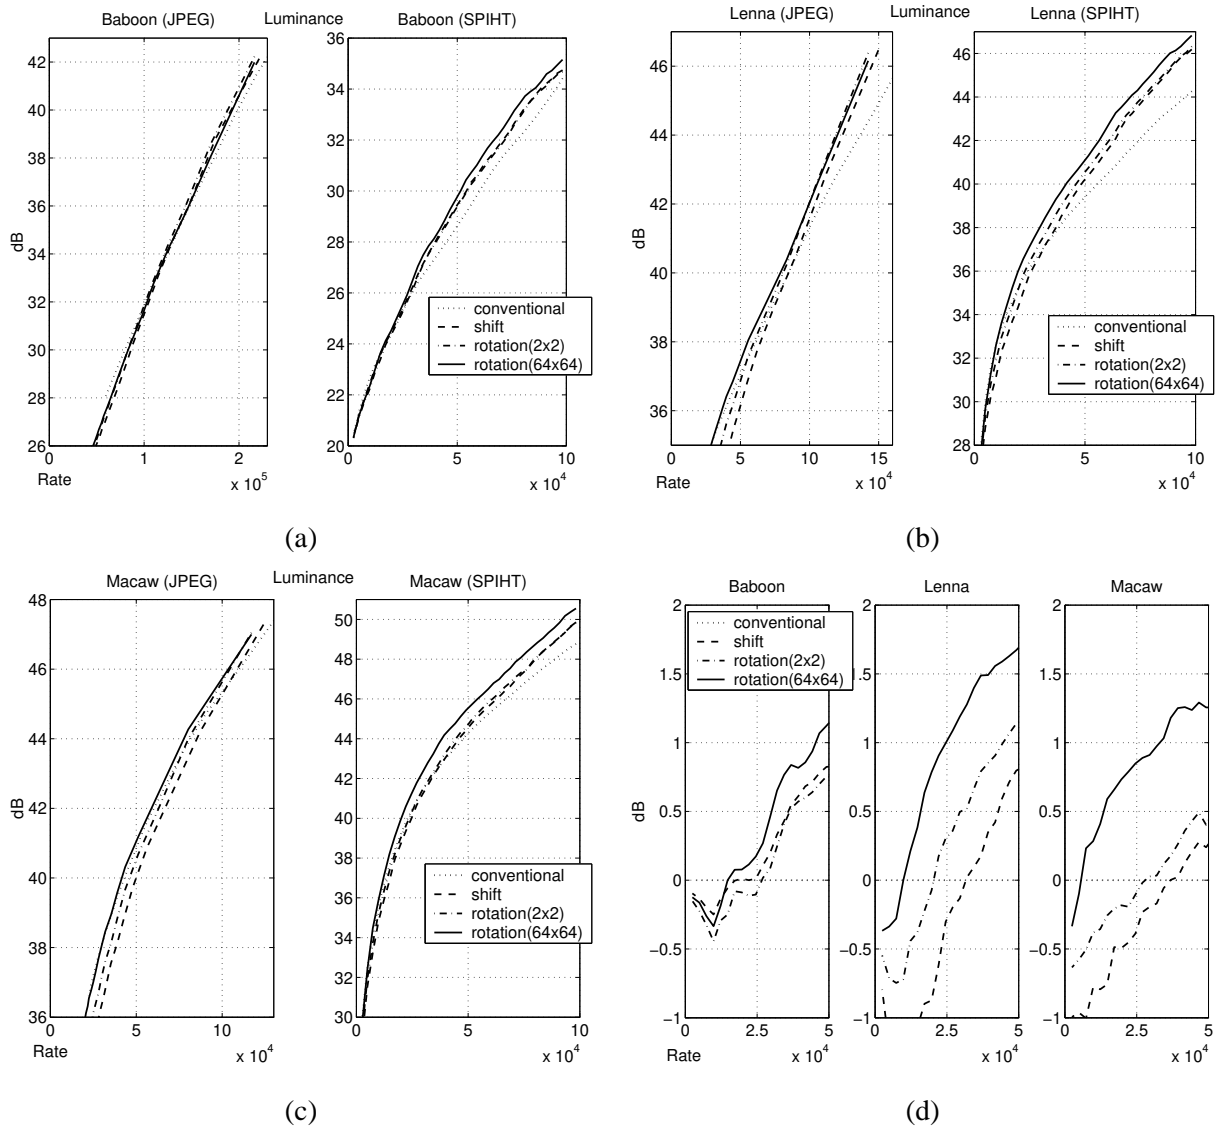 Baboon (JPEG) Luminance Baboon (SPIHT)
42
40
38
36
34
32
30
28
26
dB
0 1 2
Rate x 10^5
36
34
32
30
28
26
24
22
20
0 5 10
x 10^4
conventional
shift
rotation(2x2)
rotation(64x64)
(a)
Lenna (JPEG) Luminance Lenna (SPIHT)
46
44
42
40
38
36
dB
0 5 10 15
Rate x 10^4
46
44
42
40
38
36
34
32
30
28
0 5 10
x 10^4
conventional
shift
rotation(2x2)
rotation(64x64)
(b)
Macaw (JPEG) Luminance Macaw (SPIHT)
48
46
44
42
40
38
36
dB
0 5 10
Rate x 10^4
50
48
46
44
42
40
38
36
34
32
30
0 5 10
x 10^4
conventional
shift
rotation(2x2)
rotation(64x64)
(c)
Baboon Lenna Macaw
conventional
shift
rotation(2x2)
rotation(64x64)
dB
2
0
−0.5
−1
0 2.5 5
Rate
2
1.5
1
0.5
0
−0.5
−1
0 2.5 5
x 10^4
2
1.5
1
0.5
0
−0.5
−1
0 2.5 5
x 10^4
1.5
1
0.5
x 10^4
(d)